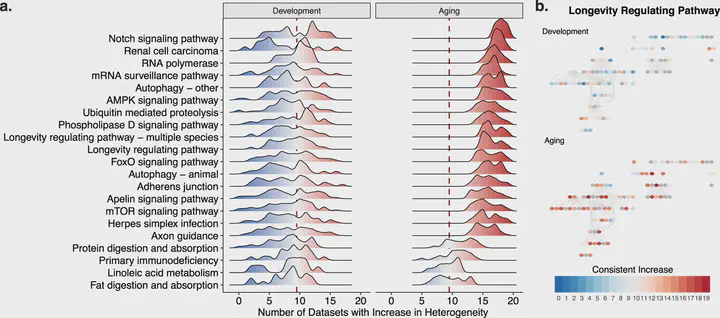 a.
Development
Aging
Notch signaling pathway
Renal cell carcinoma
RNA polymerase
mRNA surveillance pathway
Autophagy − other
AMPK signaling pathway
Ubiquitin mediated proteolysis
Phospholipase D signaling pathway
Longevity regulating pathway − multiple species
Longevity regulating pathway
FoxO signaling pathway
Autophagy − animal
Adherens junction
Apelin signaling pathway
mTOR signaling pathway
Herpes simplex infection
Axon guidance
Protein digestion and absorption
Primary immunodeficiency
Linoleic acid metabolism
Fat digestion and absorption
0 5 10 15 20 0 5 10 15 20
Number of Datasets with Increase in Heterogeneity
b.
Longevity Regulating Pathway
Development
Aging
Consistent Increase
0 1 2 3 4 5 6 7 8 9 10 11 12 13 14 15 16 17 18 19